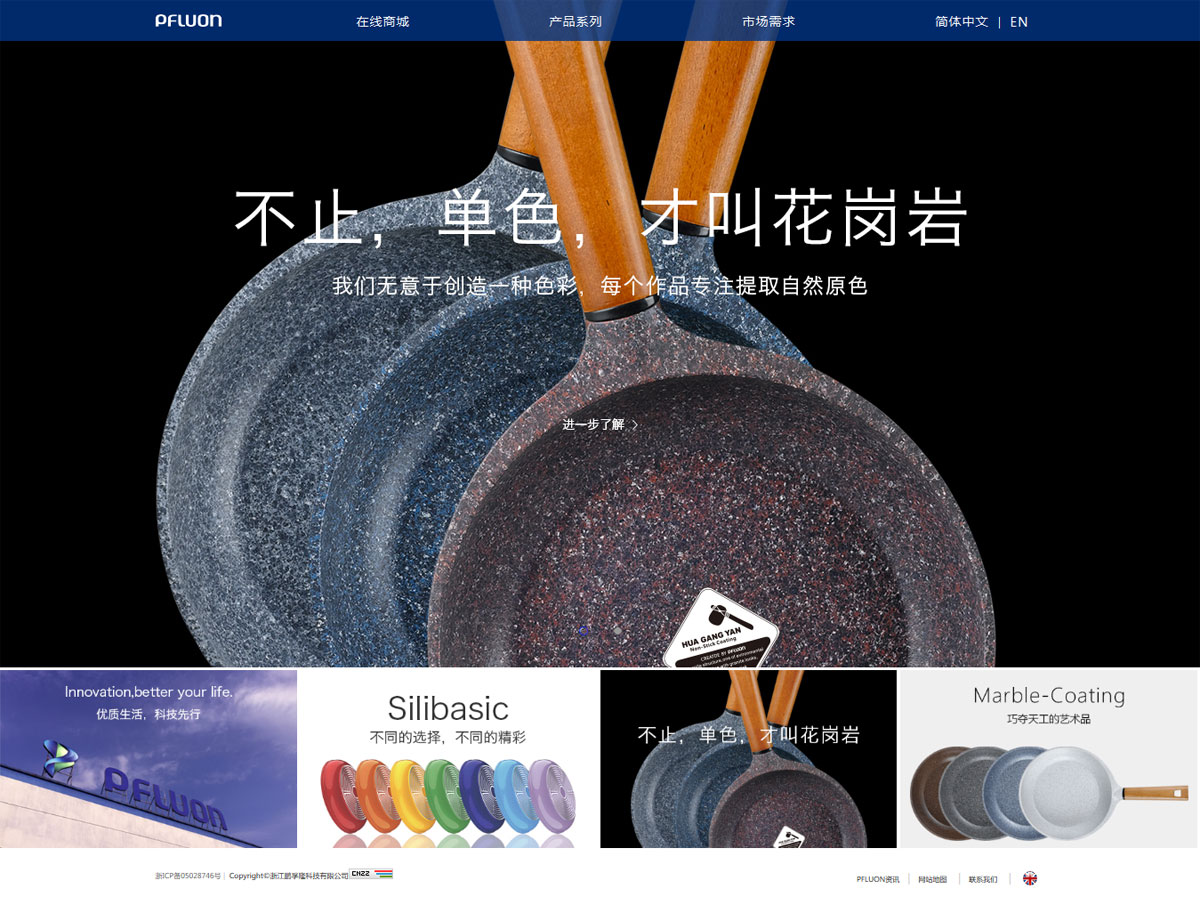 PFLUON
在线商城
产品系列
市场需求
简体中文 | EN
不止，单色，才叫花岗岩
我们无意于创造一种色彩，每个作品专注提取自然原色
进一步了解 >
HUA GANG YAN
Non-Stick Coating
CREATED BY PFLUON
Innovation,better your life.
优质生活，科技先行
PFLUON
Silibasic
不同的选择，不同的精彩
不止，单色，才叫花岗岩
HUA GANG YAN
Marble-Coating
巧夺天工的艺术品
浙ICP备05028746号 | Copyright©浙江鹏孚隆科技有限公司 CNZZ
PFLUON资讯 | 网站地图 | 联系我们 |